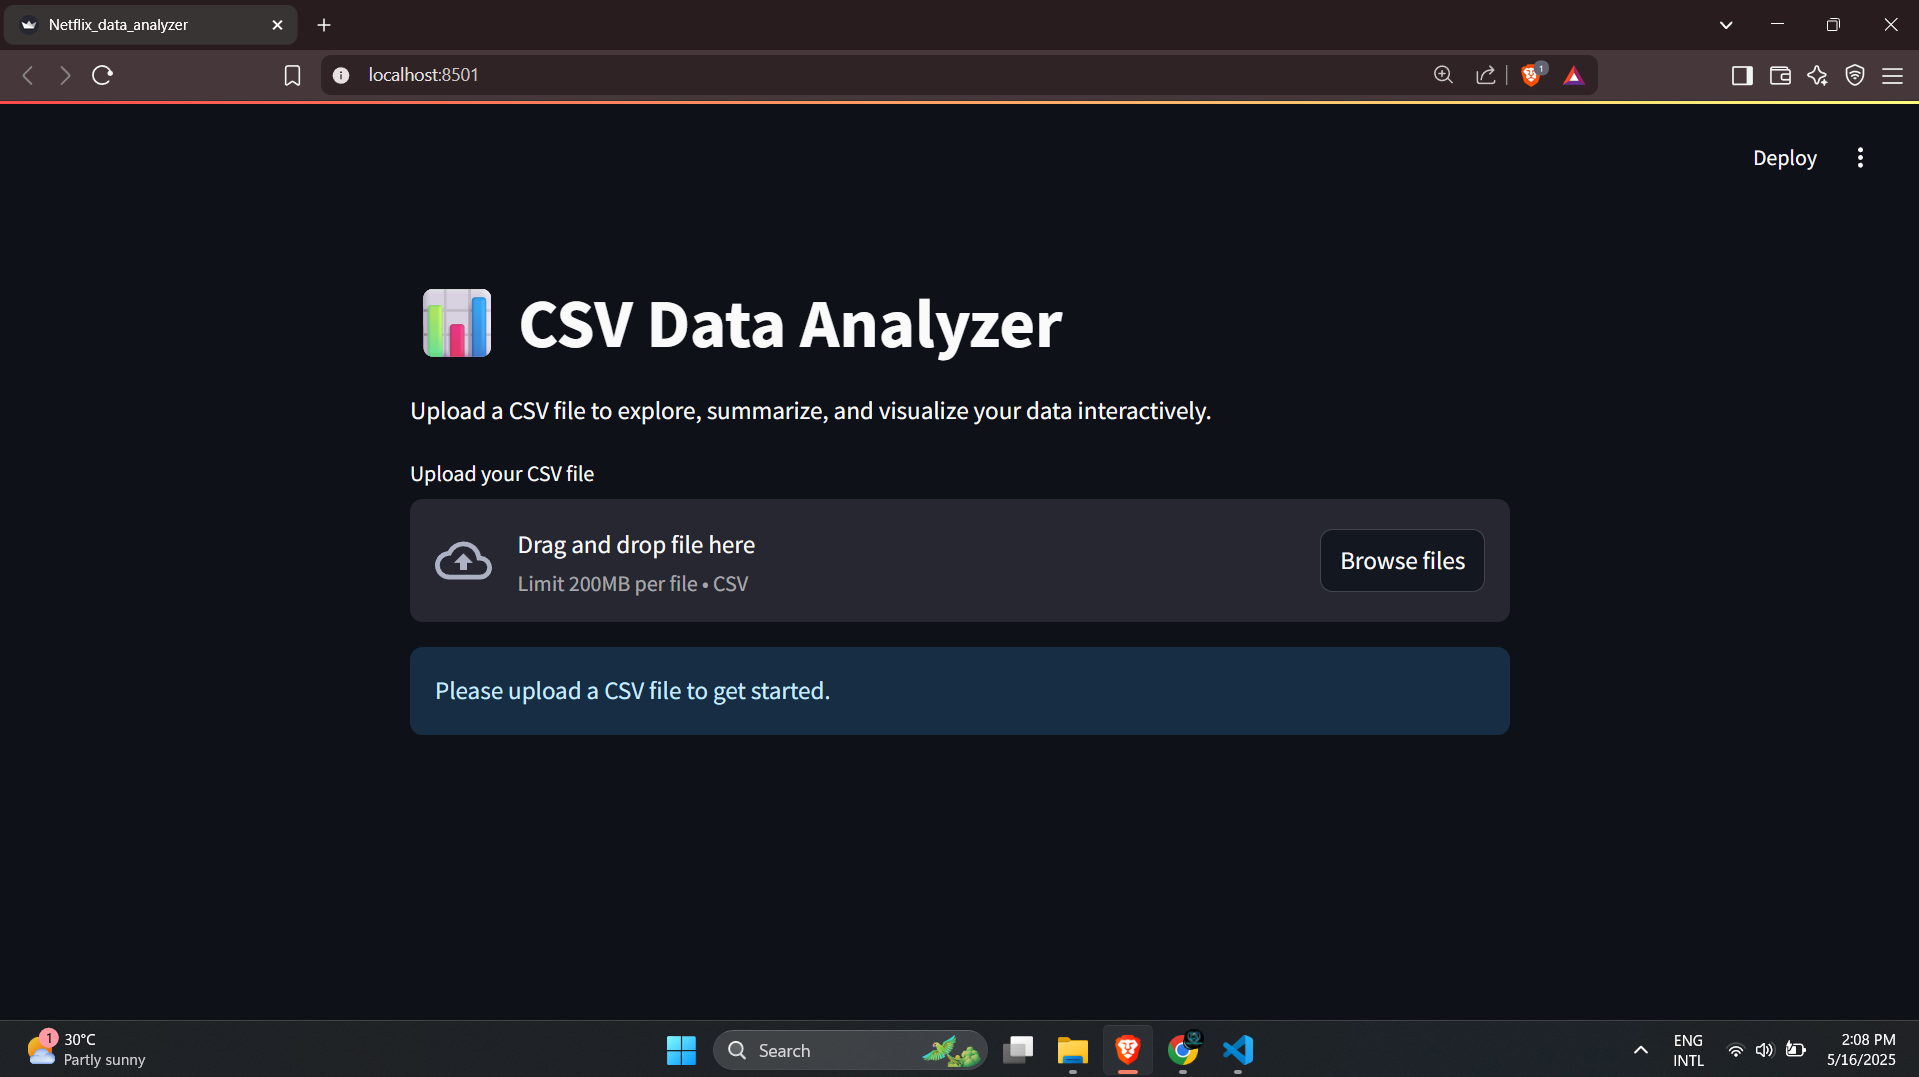 Netflix_data_analyzer
localhost:8501
1
Deploy
CSV Data Analyzer
Upload a CSV file to explore, summarize, and visualize your data interactively.
Upload your CSV file
Drag and drop file here
Limit 200MB per file • CSV
Browse files
Please upload a CSV file to get started.
1
30°C
Partly sunny
Search
ENG
INTL
2:08 PM
5/16/2025